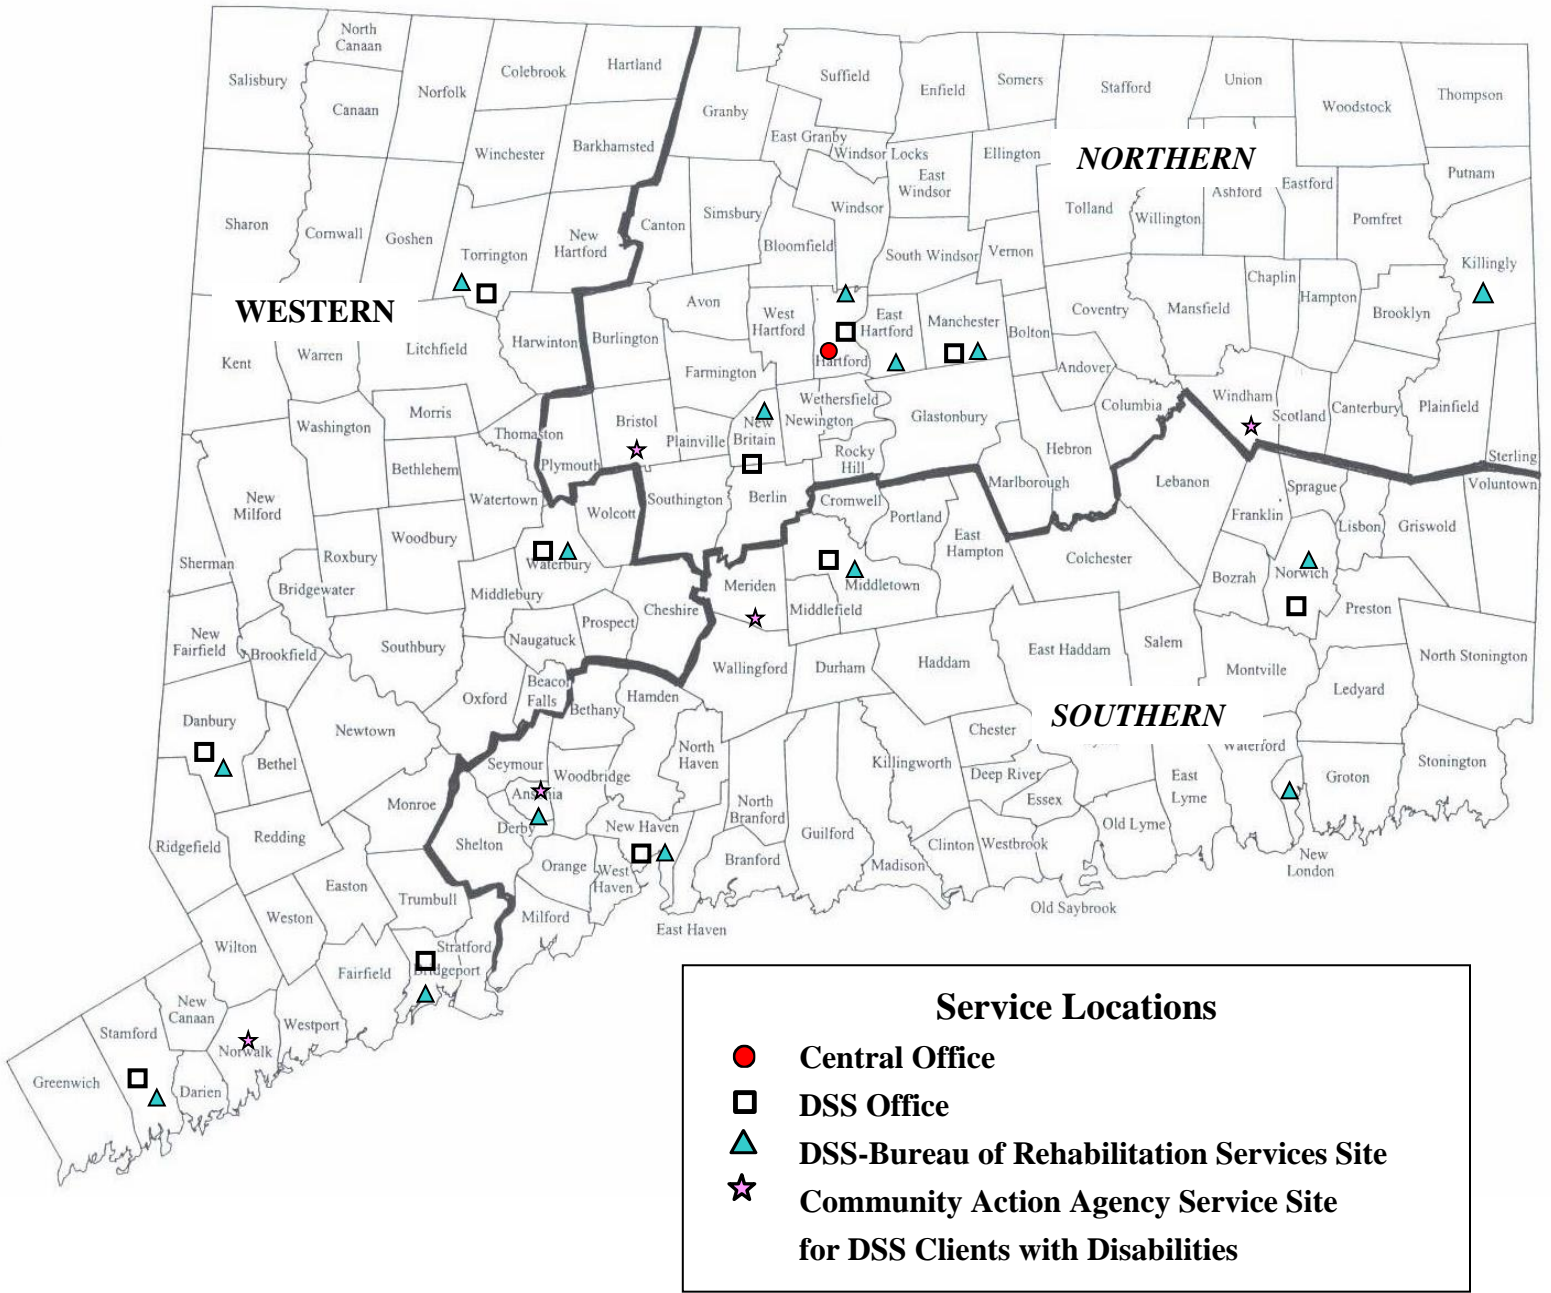 North
Canaan
Salisbury
Canaan
Norfolk
Colebrook
Hartland
Granby
Suffield
Enfield
Somers
Stafford
Union
Woodstock
Thompson
Winchester
Barkhamsted
East Granby
Windsor Locks
East
Windsor
Ellington
NORTHERN
Putnam
Ashford
Eastford
Sharon
Cornwall
Goshen
Torrington
New
Hartford
Canton
Simsbury
Windsor
Bloomfield
South Windsor
Vernon
Tolland
Willington
Pomfret
Killingly
Chaplin
WESTERN
Avon
West
Hartford
East
Hartford
Manchester
Bolton
Coventry
Mansfield
Hampton
Brooklyn
Kent
Warren
Litchfield
Harwinton
Burlington
Farmington
Hartford
Andover
Washington
Morris
Thomaston
Bristol
Plainville
New
Britain
Newington
Wethersfield
Rocky
Hill
Glastonbury
Hebron
Columbia
Windham
Scotland
Canterbury
Plainfield
Sterling
Voluntown
New
Milford
Bethlehem
Watertown
Plymouth
Wolcott
Southington
Berlin
Cromwell
Portland
East
Hampton
Marlborough
Lebanon
Franklin
Sprague
Lisbon
Griswold
Sherman
Roxbury
Woodbury
Bridgewater
Waterbury
Middlebury
Cheshire
Meriden
Middletown
Middlefield
Colchester
Bozrah
Norwich
Preston
New
Fairfield
Brookfield
Southbury
Naugatuck
Prospect
Wallingford
Durham
Haddam
East Haddam
Salem
Montville
Ledyard
North Stonington
Oxford
Beacon
Falls
Bethany
Hamden
SOUTHERN
Danbury
Bethel
Newtown
Seymour
Woodbridge
North
Haven
Killingworth
Chester
Deep River
Essex
East
Lyme
Waterford
Groton
Stonington
Monroe
Ansonia
Derby
Shelton
New Haven
North
Branford
Guilford
Ridgefield
Redding
Orange
West
Haven
Branford
Madison
Clinton
Westbrook
Old Lyme
New
London
Easton
Trumbull
Milford
East Haven
Old Saybrook
Weston
Wilton
Fairfield
Stratford
Bridgeport
New
Canaan
Westport
Stamford
Norwalk
Greenwich
Darien
Service Locations
Central Office
DSS Office
DSS-Bureau of Rehabilitation Services Site
Community Action Agency Service Site
for DSS Clients with Disabilities